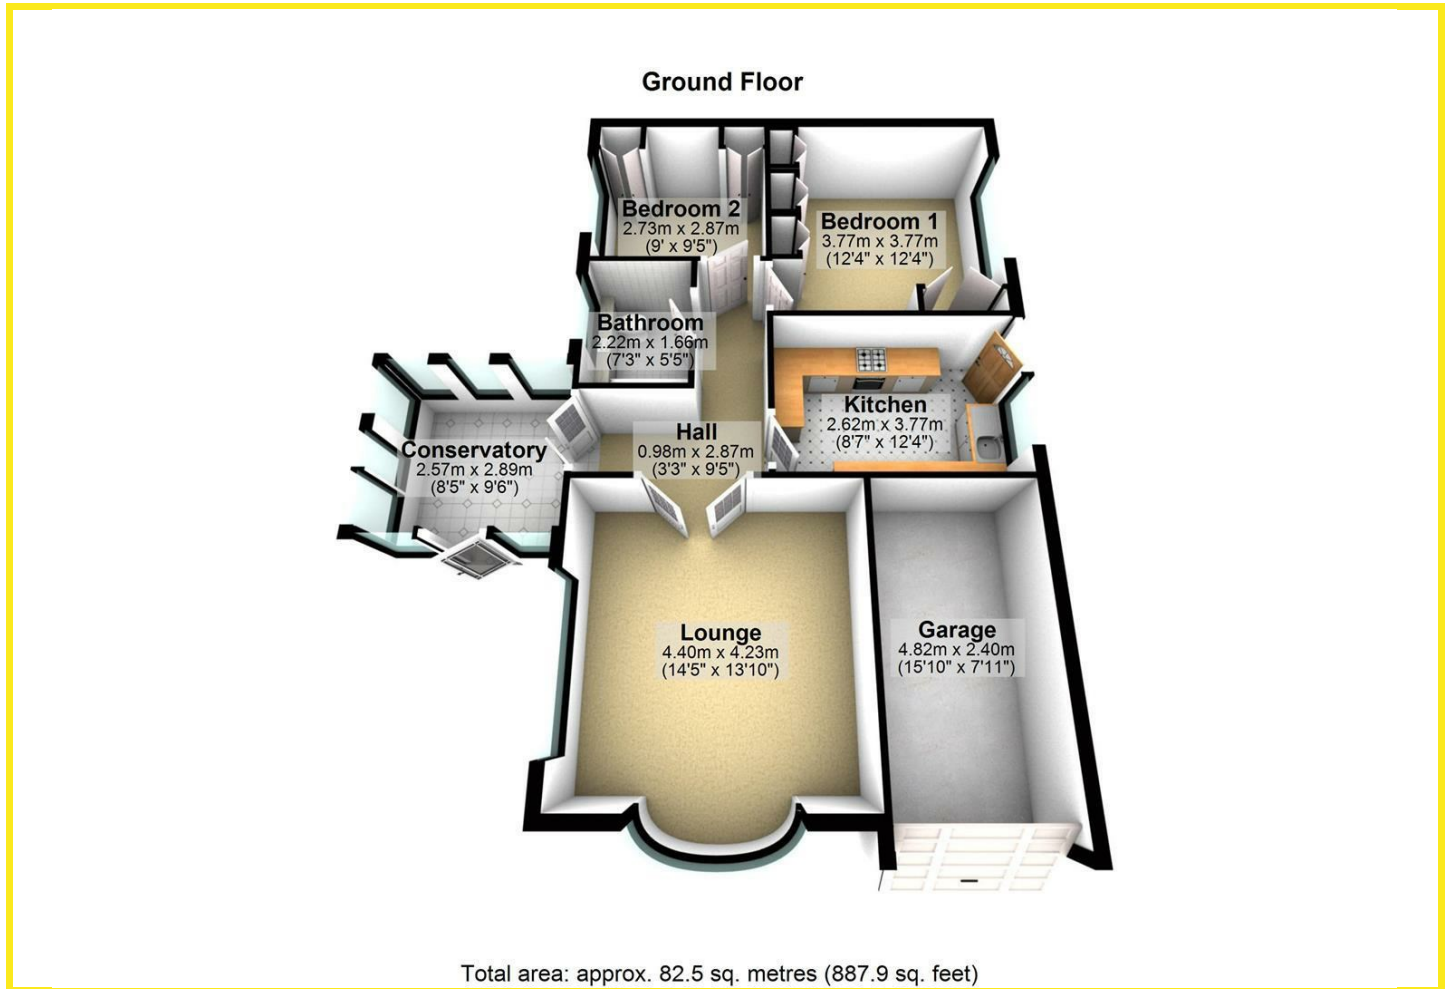 Ground Floor
Bedroom 2
2.73m x 2.87m
(9' x 9'5")
Bedroom 1
3.77m x 3.77m
(12'4" x 12'4")
Bathroom
2.22m x 1.66m
(7'3" x 5'5")
Kitchen
2.62m x 3.77m
(8'7" x 12'4")
Hall
0.98m x 2.87m
(3'3" x 9'5")
Conservatory
2.57m x 2.89m
(8'5" x 9'6")
Lounge
4.40m x 4.23m
(14'5" x 13'10")
Garage
4.82m x 2.40m
(15'10" x 7'11")
Total area: approx. 82.5 sq. metres (887.9 sq. feet)